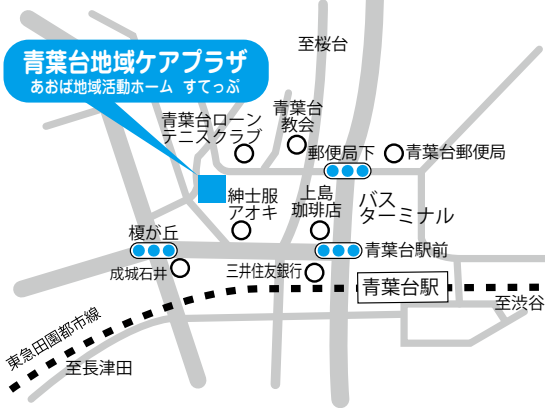 至桜台
青葉台地域ケアプラザ
あおば地域活動ホーム すてっぷ
青葉台
教会
青葉台ローン
テニスクラブ
郵便局下
青葉台郵便局
紳士服
アオキ
上島
珈琲店
バス
ターミナル
榎が丘
青葉台駅前
成城石井
三井住友銀行
青葉台駅
至渋谷
東急田園都市線
至長津田